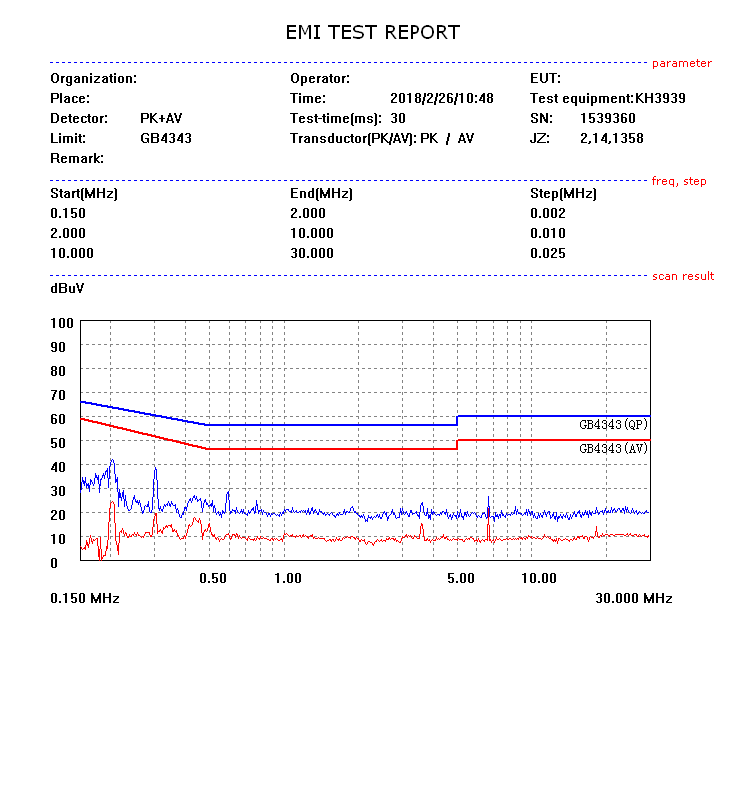 EMI TEST REPORT
parameter
Organization: Operator: EUT:
Place: Time: 2018/2/26/10:48 Test equipment:KH3939
Detector: PK+AV Test-time(ms): 30 SN: 1539360
Limit: GB4343 Transductor(PK/AV): PK / AV JZ: 2,14,1358
Remark:
freq, step
Start(MHz) End(MHz) Step(MHz)
0.150 2.000 0.002
2.000 10.000 0.010
10.000 30.000 0.025
scan result
dBuV
100
90
80
70
60
GB4343(QP)
50
GB4343(AV)
40
30
20
10
0
0.50 1.00 5.00 10.00
0.150 MHz 30.000 MHz